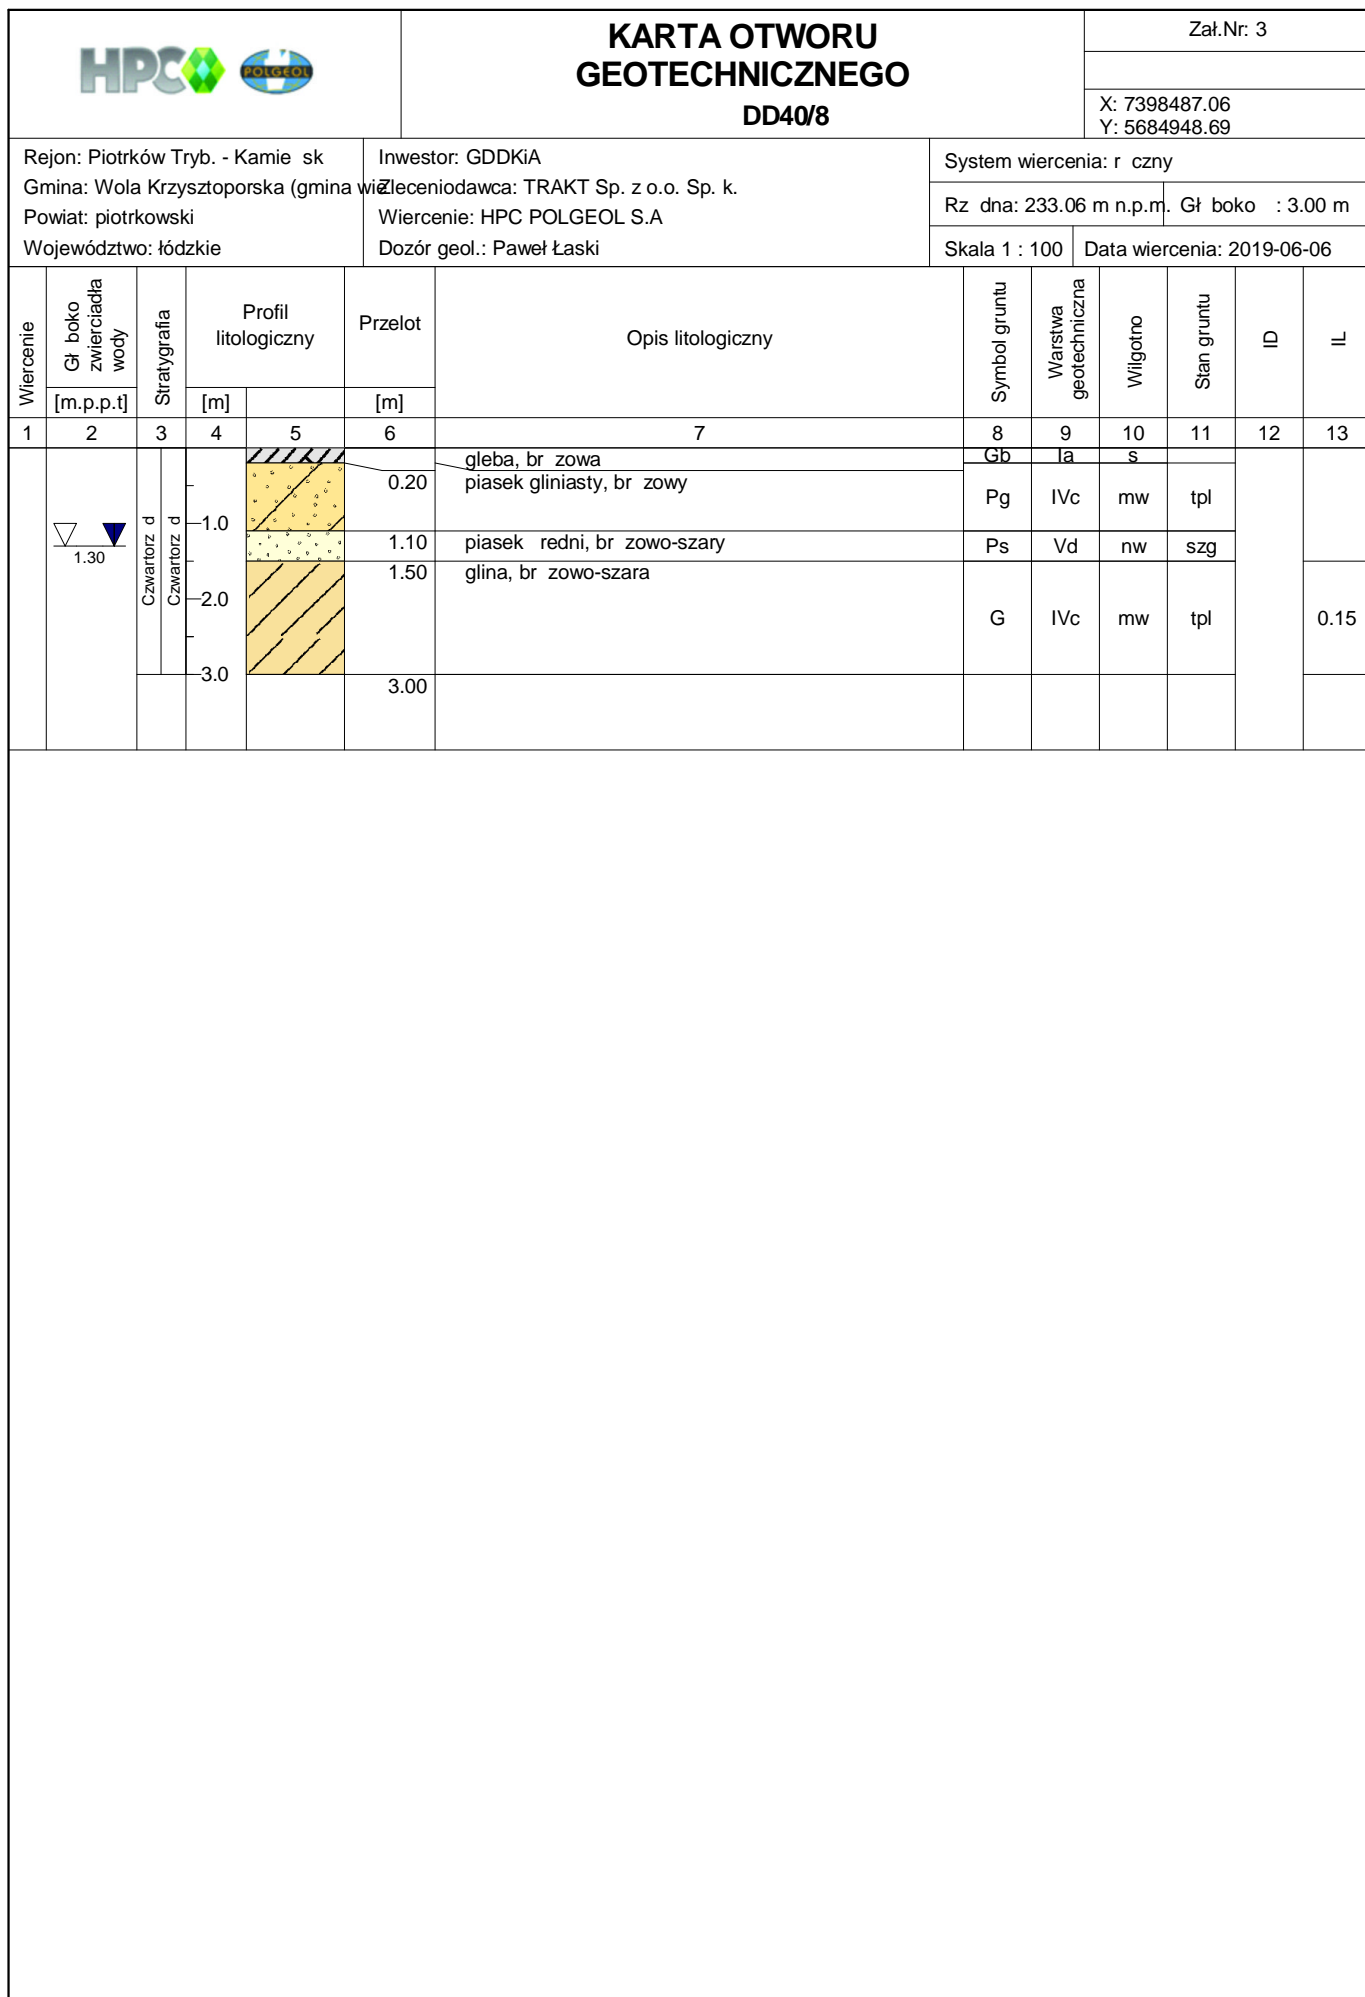 HPC POLGEOL
KARTA OTWORU
GEOTECHNICZNEGO
DD40/8
Zał.Nr: 3
X: 7398487.06
Y: 5684948.69
Rejon: Piotrków Tryb. - Kamie sk
Gmina: Wola Krzysztoporska (gmina wie
Powiat: piotrkowski
Województwo: łódzkie
Inwestor: GDDKiA
Zleceniodawca: TRAKT Sp. z o.o. Sp. k.
Wiercenie: HPC POLGEOL S.A
Dozór geol.: Paweł Łaski
System wiercenia: r czny
Rz dna: 233.06 m n.p.m. Gł boko : 3.00 m
Skala 1 : 100 Data wiercenia: 2019-06-06
Wiercenie
Gł boko
zwierciadła
wody
[m.p.p.t]
Stratygrafia
Profil
litologiczny
[m]
Przelot
[m]
Opis litologiczny
Symbol gruntu
Warstwa
geotechniczna
Wilgotno
Stan gruntu
ID
IL
1 2 3 4 5 6 7 8 9 10 11 12 13
gleba, br zowa Gb Ia s
0.20 piasek gliniasty, br zowy Pg IVc mw tpl
1.0
1.30
Czwartorz d
Czwartorz d
1.10 piasek redni, br zowo-szary Ps Vd nw szg
1.50 glina, br zowo-szara
2.0 G IVc mw tpl 0.15
3.0
3.00